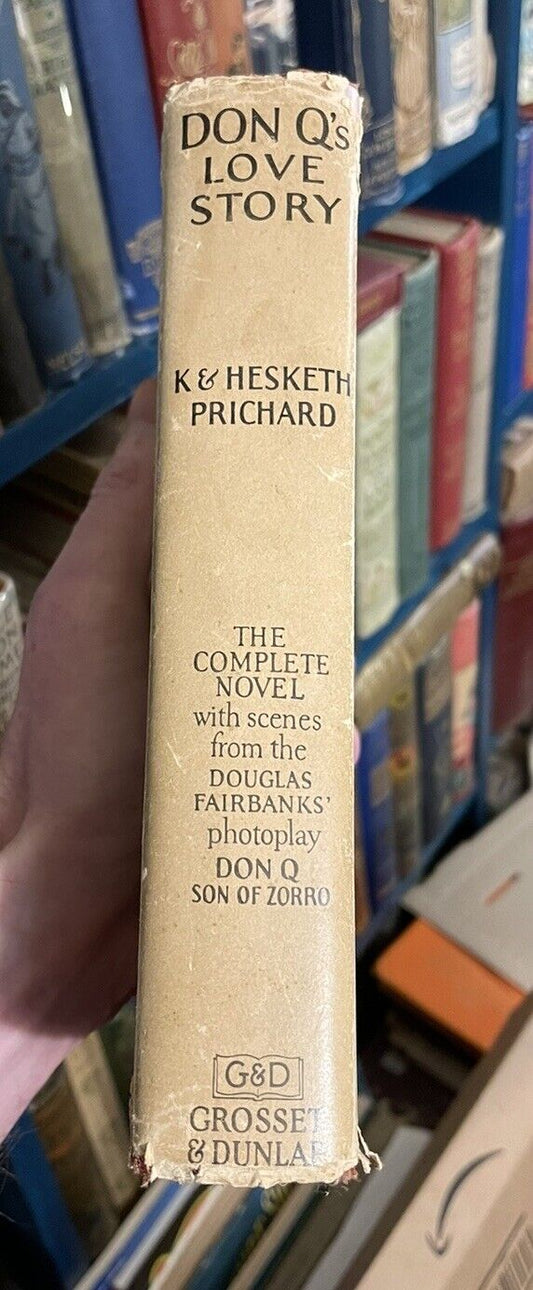 DON Q's
LOVE
STORY
K & HESKETH
PRICHARD
THE
COMPLETE
NOVEL
with scenes
from the
DOUGLAS
FAIRBANKS'
photoplay
DON Q
SON OF ZORRO
G&D
GROSSET
& DUNLAP